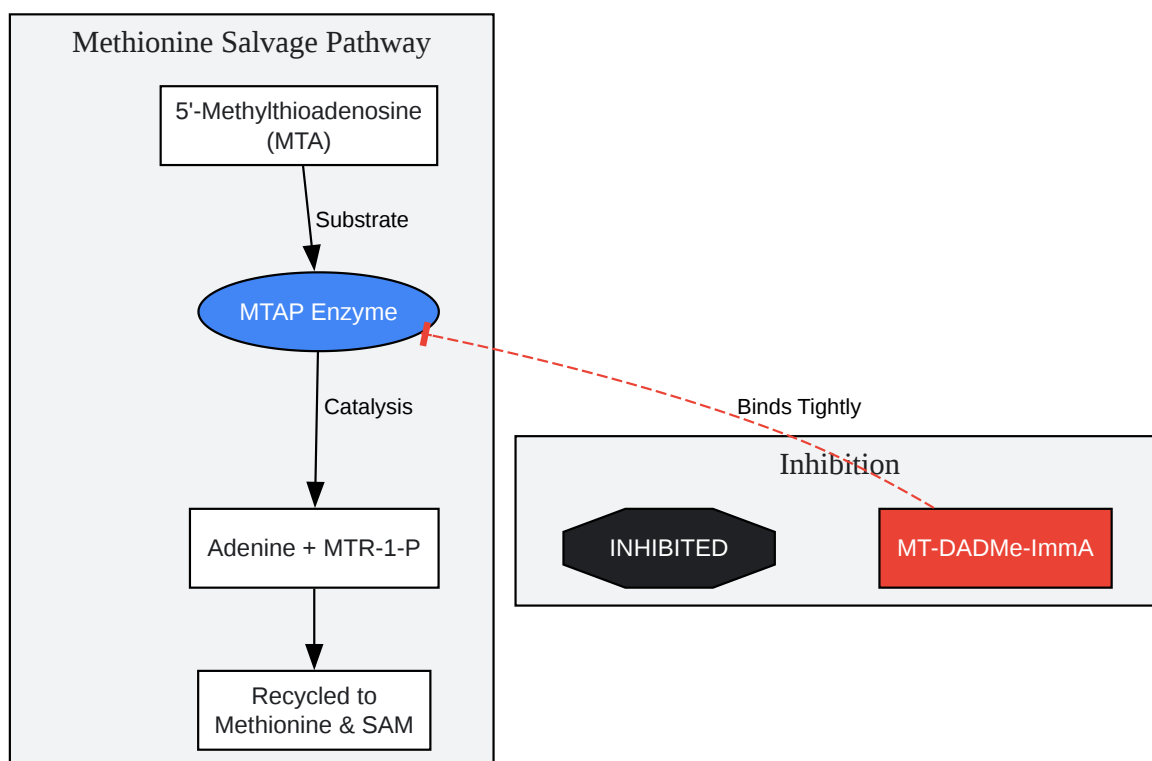 Methionine Salvage Pathway
5'-Methylthioadenosine
(MTA)
Substrate
MTAP Enzyme
Catalysis
Adenine + MTR-1-P
Recycled to
Methionine & SAM
Binds Tightly
Inhibition
INHIBITED
MT-DADMe-ImmA